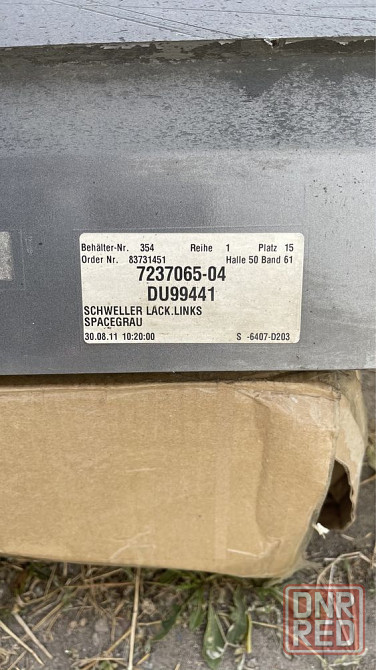 Behälter-Nr. 354 Reihe 1 Platz 15
Order Nr. 83731451 Halle 50 Band 61
7237065-04
DU99441
SCHWELLER LACK.LINKS
SPACEGRAU
30.08.11 10:20:00 S -6407-D203
DNR
RED